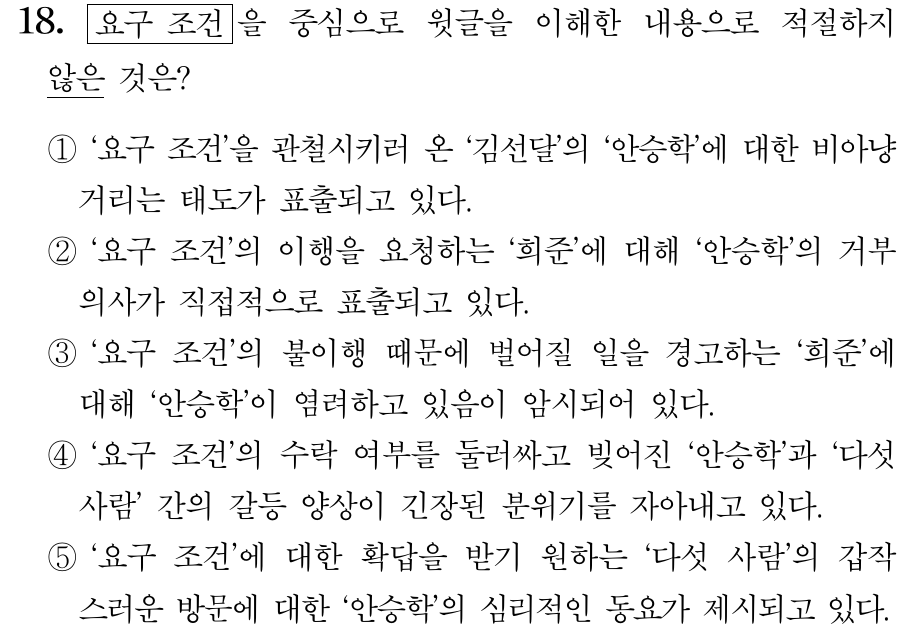 18. 요구 조건을 중심으로 윗글을 이해한 내용으로 적절하지
않은 것은?
① ‘요구 조건’을 관철시키러 온 ‘김선달’의 ‘안승학’에 대한 비아냥
거리는 태도가 표출되고 있다.
② ‘요구 조건’의 이행을 요청하는 ‘희준’에 대해 ‘안승학’의 거부
의사가 직접적으로 표출되고 있다.
③ ‘요구 조건’의 불이행 때문에 벌어질 일을 경고하는 ‘희준’에
대해 ‘안승학’이 염려하고 있음이 암시되어 있다.
④ ‘요구 조건’의 수락 여부를 둘러싸고 빚어진 ‘안승학’과 ‘다섯
사람’ 간의 갈등 양상이 긴장된 분위기를 자아내고 있다.
⑤ ‘요구 조건’에 대한 확답을 받기 원하는 ‘다섯 사람’의 갑작
스러운 방문에 대한 ‘안승학’의 심리적인 동요가 제시되고 있다.